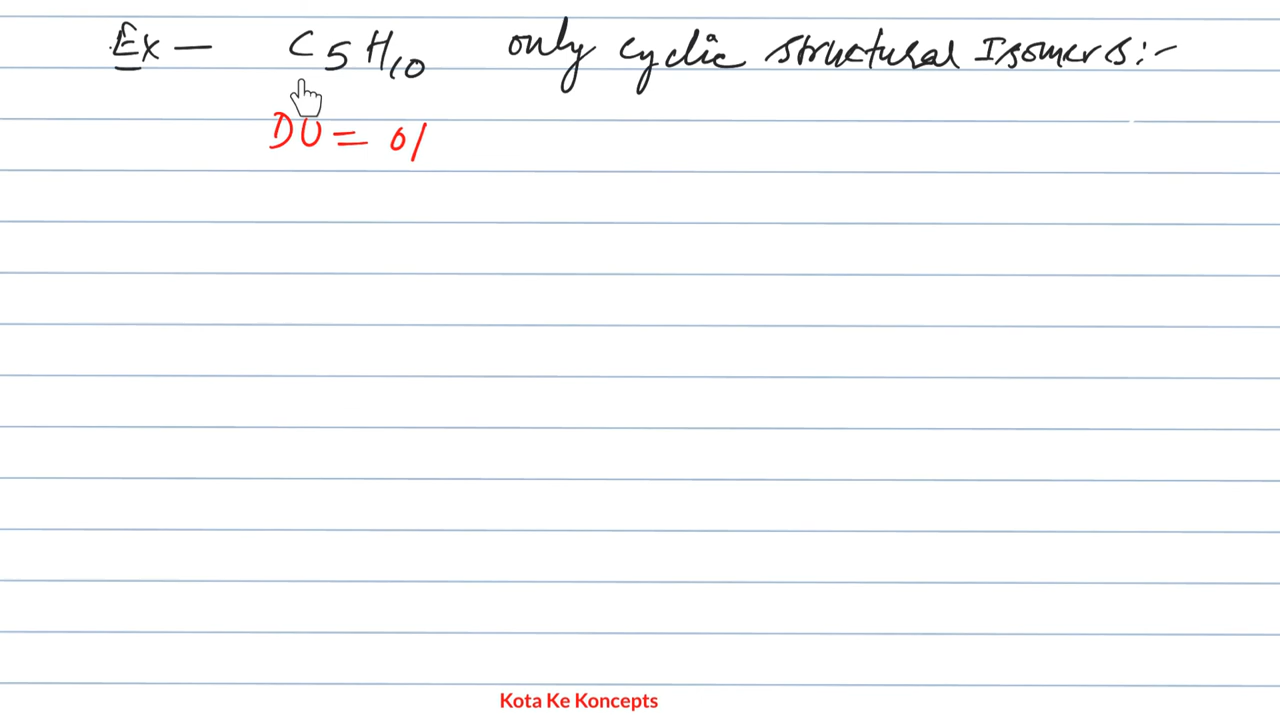 Ex — C5H10 only cyclic structural Isomers:-
DU = 01
Kota Ke Koncepts